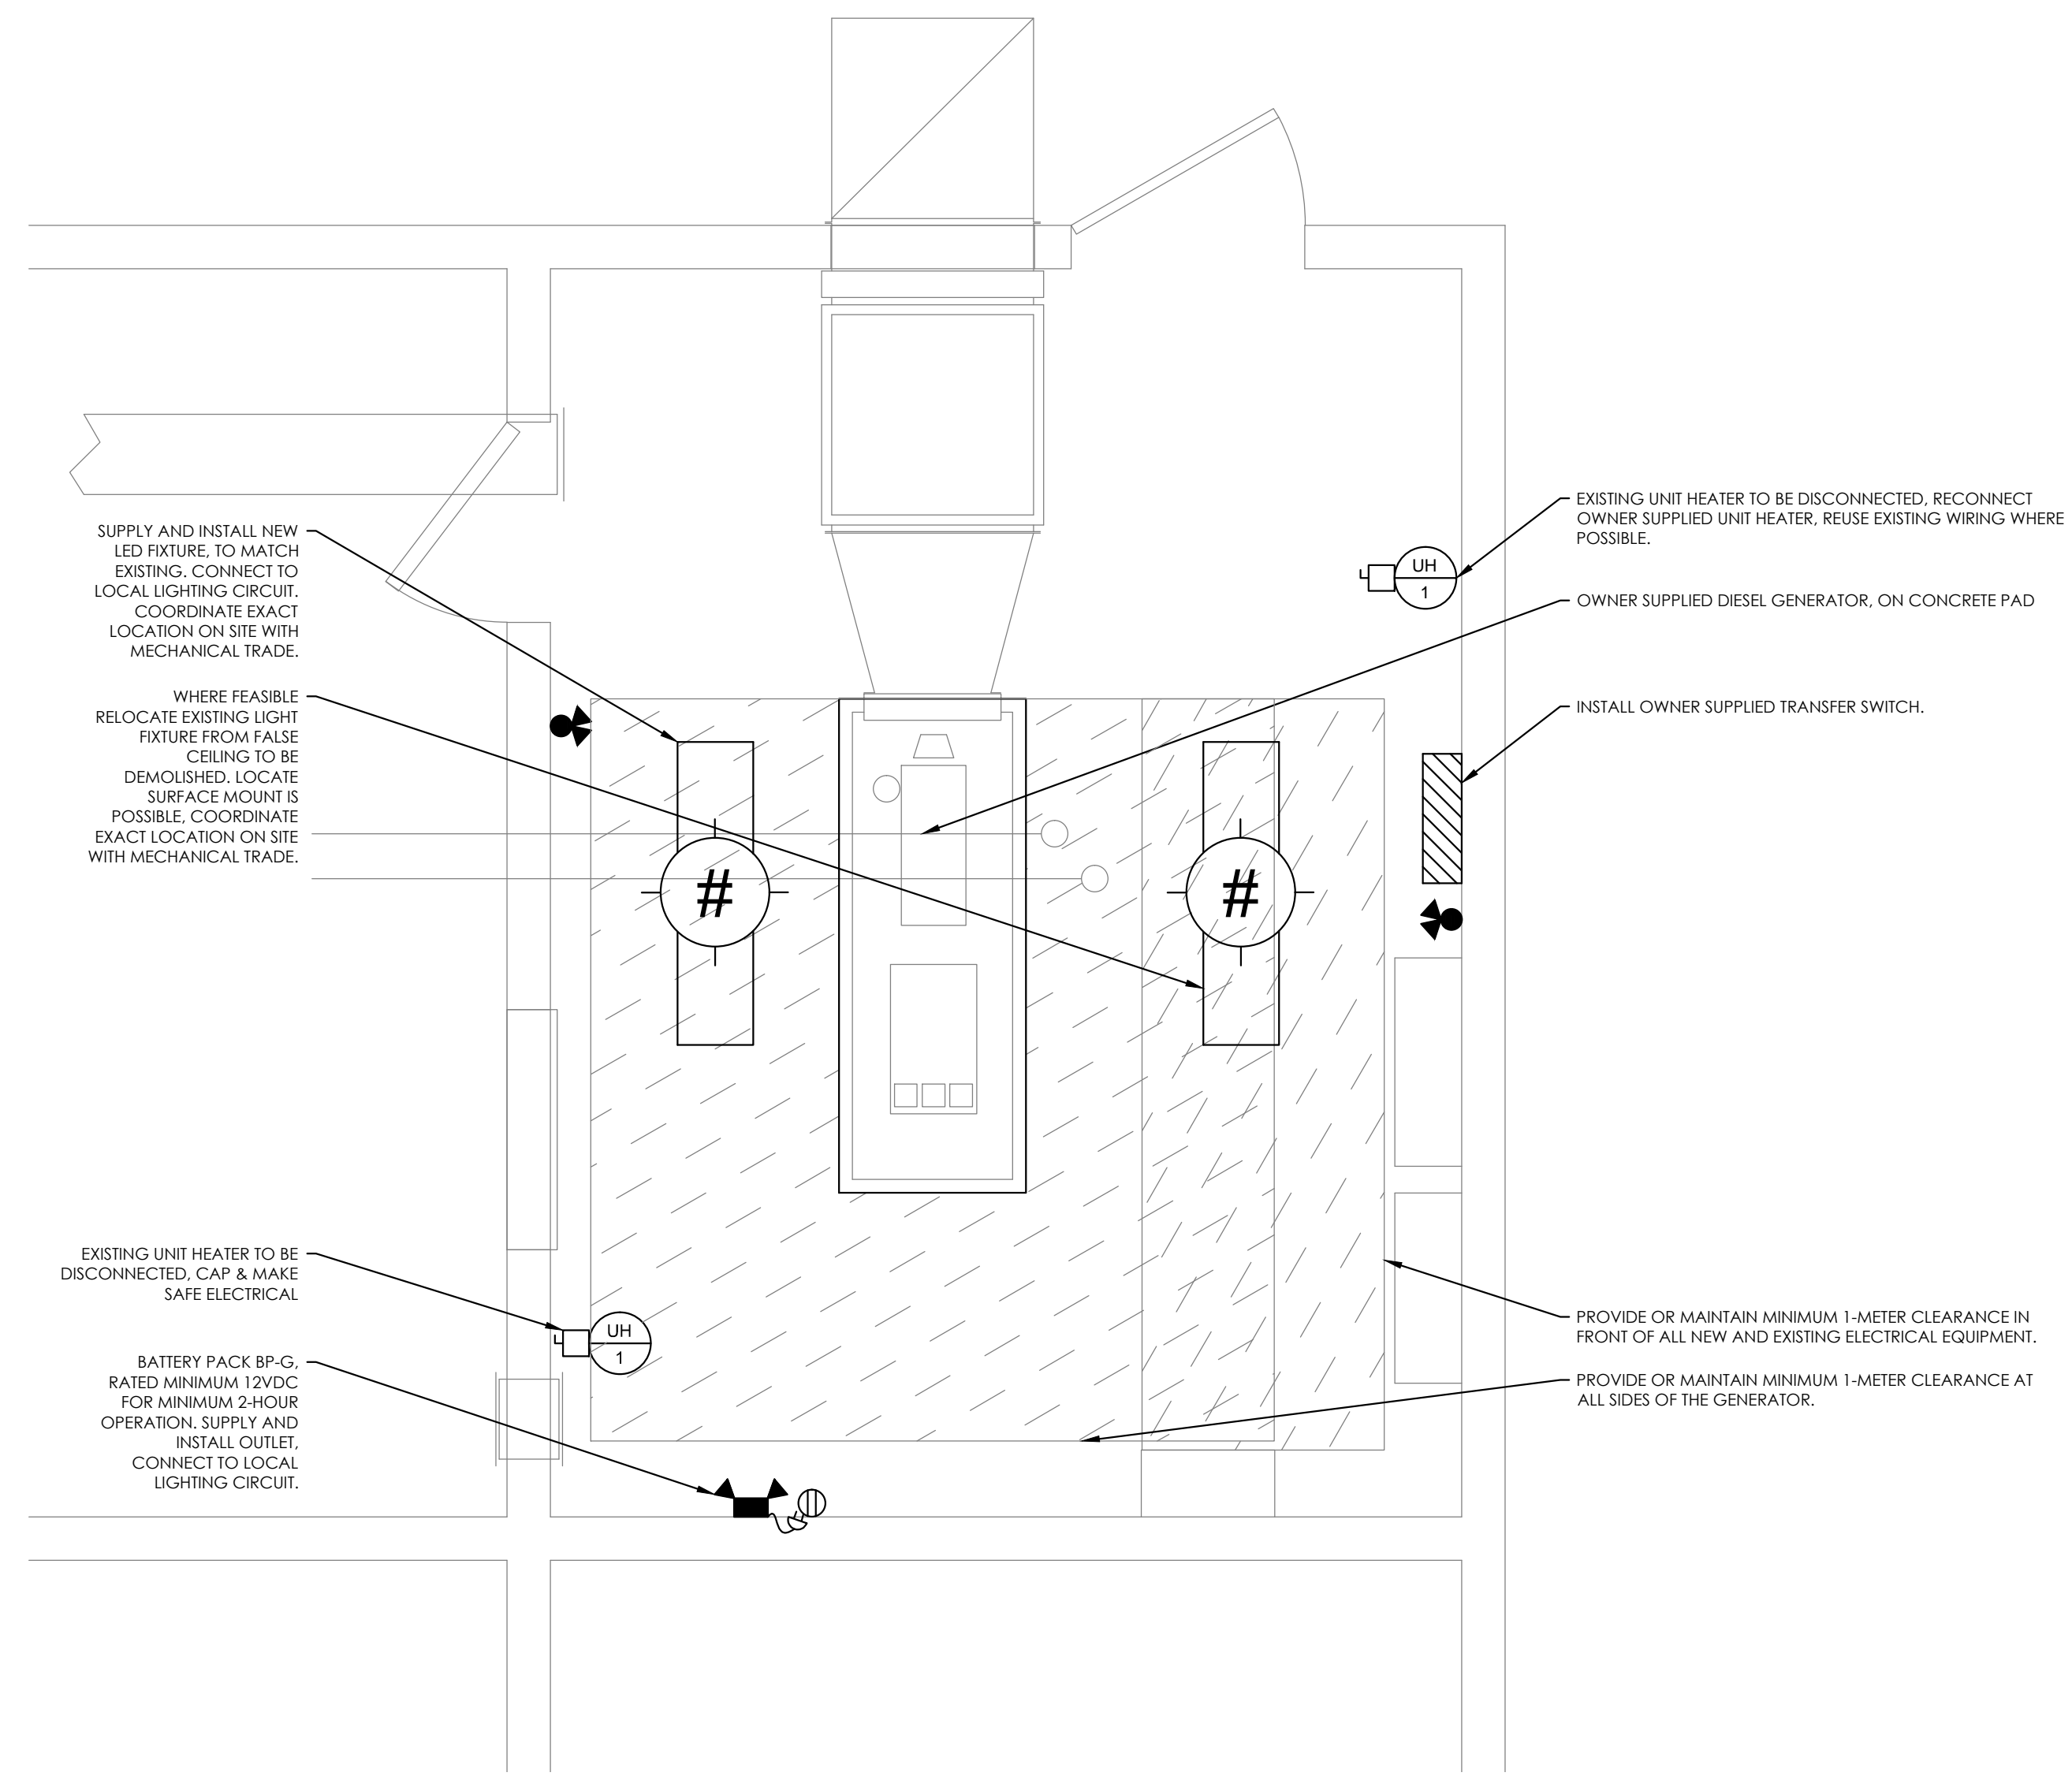 SUPPLY AND INSTALL NEW
LED FIXTURE, TO MATCH
EXISTING. CONNECT TO
LOCAL LIGHTING CIRCUIT.
COORDINATE EXACT
LOCATION ON SITE WITH
MECHANICAL TRADE.
WHERE FEASIBLE
RELOCATE EXISTING LIGHT
FIXTURE FROM FALSE
CEILING TO BE
DEMOLISHED. LOCATE
SURFACE MOUNT IS
POSSIBLE, COORDINATE
EXACT LOCATION ON SITE
WITH MECHANICAL TRADE.
EXISTING UNIT HEATER TO BE
DISCONNECTED, CAP & MAKE
SAFE ELECTRICAL
BATTERY PACK BP-G,
RATED MINIMUM 12VDC
FOR MINIMUM 2-HOUR
OPERATION. SUPPLY AND
INSTALL OUTLET,
CONNECT TO LOCAL
LIGHTING CIRCUIT.
#
#
UH
1
UH
1
EXISTING UNIT HEATER TO BE DISCONNECTED, RECONNECT
OWNER SUPPLIED UNIT HEATER, REUSE EXISTING WIRING WHERE
POSSIBLE.
OWNER SUPPLIED DIESEL GENERATOR, ON CONCRETE PAD
INSTALL OWNER SUPPLIED TRANSFER SWITCH.
PROVIDE OR MAINTAIN MINIMUM 1-METER CLEARANCE IN
FRONT OF ALL NEW AND EXISTING ELECTRICAL EQUIPMENT.
PROVIDE OR MAINTAIN MINIMUM 1-METER CLEARANCE AT
ALL SIDES OF THE GENERATOR.